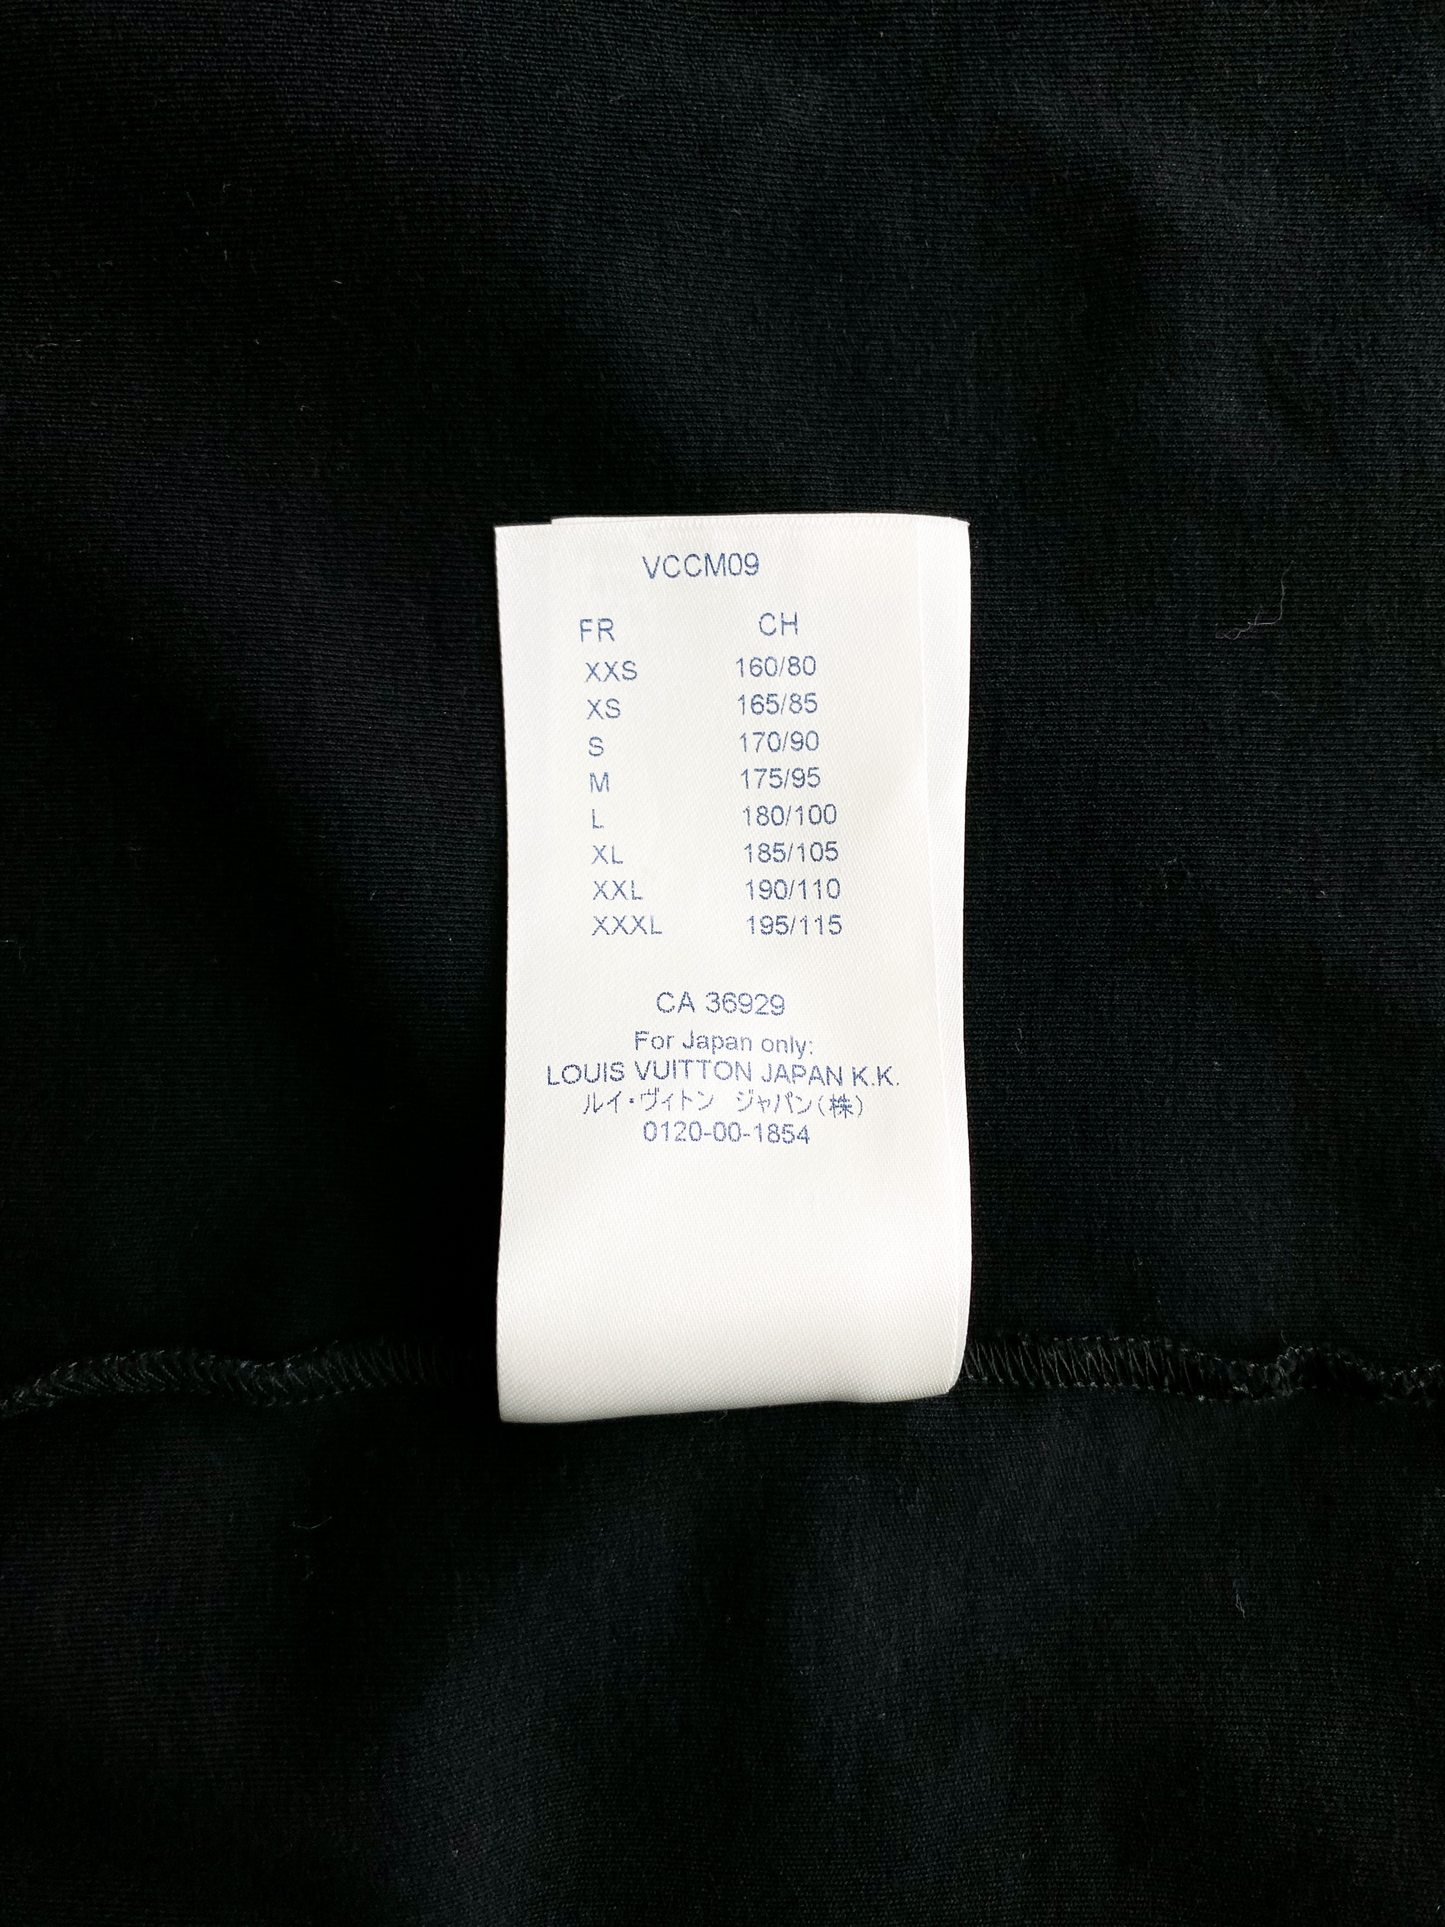 VCCM09
FR CH
XXS 160/80
XS 165/85
S 170/90
M 175/95
L 180/100
XL 185/105
XXL 190/110
XXXL 195/115
CA 36929
For Japan only:
LOUIS VUITTON JAPAN K.K.
ルイ・ヴィトン ジャパン(株)
0120-00-1854